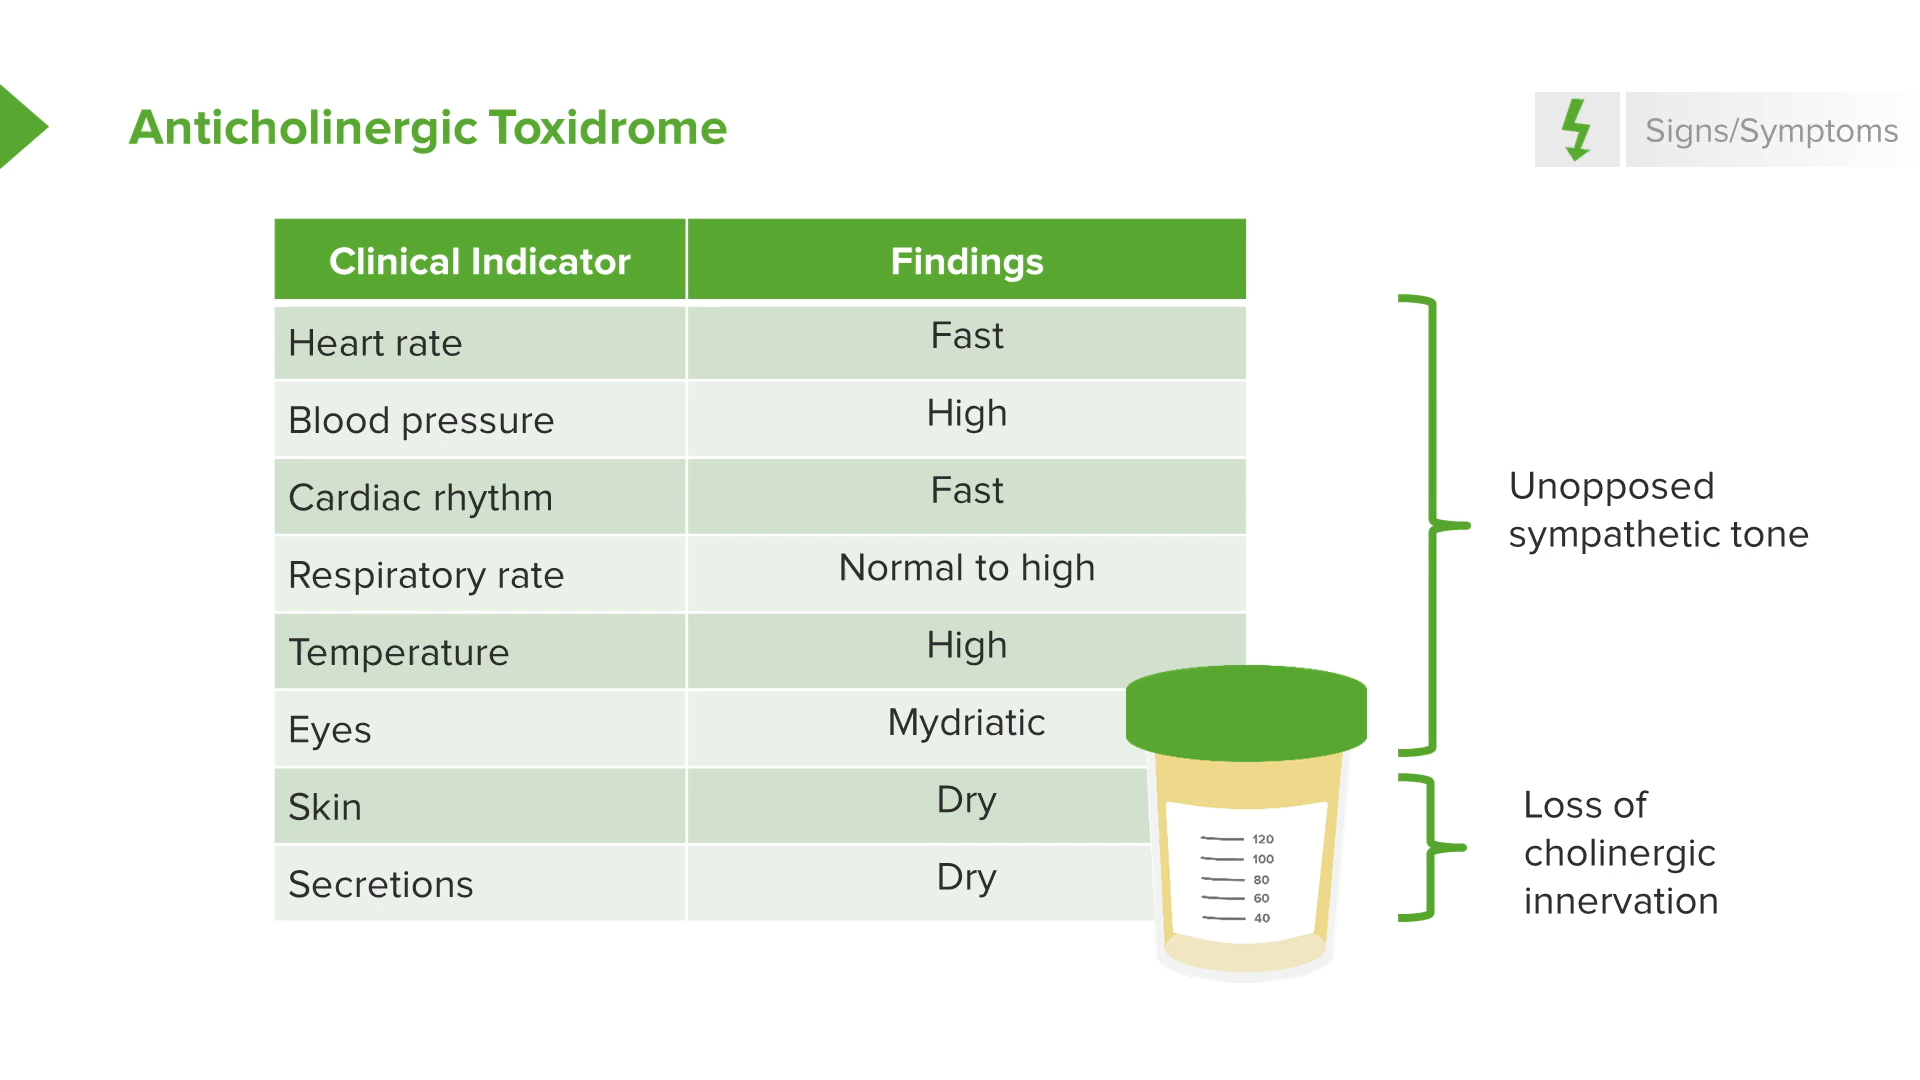 Anticholinergic Toxidrome
Signs/Symptoms
Clinical Indicator Findings
Heart rate Fast
Blood pressure High
Cardiac rhythm Fast
Respiratory rate Normal to high
Temperature High
Eyes Mydriatic
Skin Dry
Secretions Dry
Unopposed
sympathetic tone
Loss of
cholinergic
innervation
120
100
80
60
40